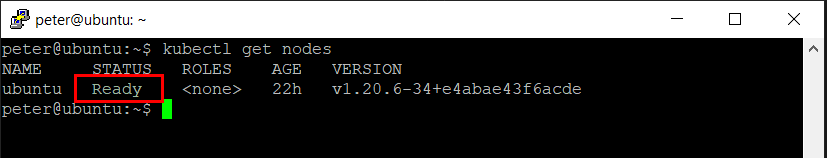 peter@ubuntu: ~
peter@ubuntu:~$ kubectl get nodes
NAME STATUS ROLES AGE VERSION
ubuntu Ready <none> 22h v1.20.6-34+e4abae43f6acde
peter@ubuntu:~$